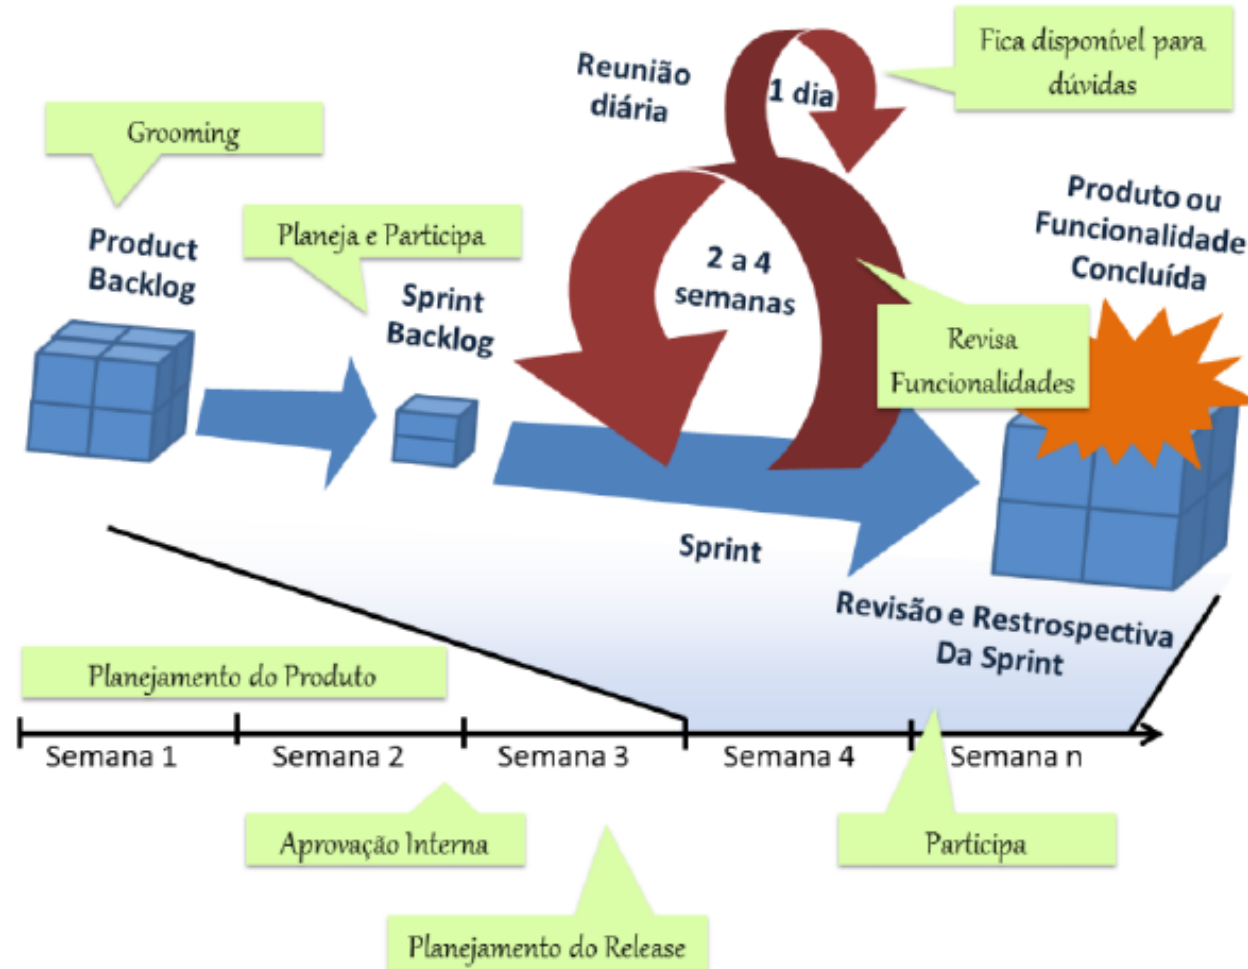 Fica disponível para
dúvidas
Reunião
diária
1 dia
Grooming
Produto ou
Funcionalidade
Concluída
Planeja e Participa
Product
Backlog
2 a 4
semanas
Sprint
Backlog
Revisa
Funcionalidades
Sprint
Revisão e Restrospectiva
Da Sprint
Planejamento do Produto
Semana 1
Semana 2
Semana 3
Semana 4
Semana n
Aprovação Interna
Participa
Planejamento do Release